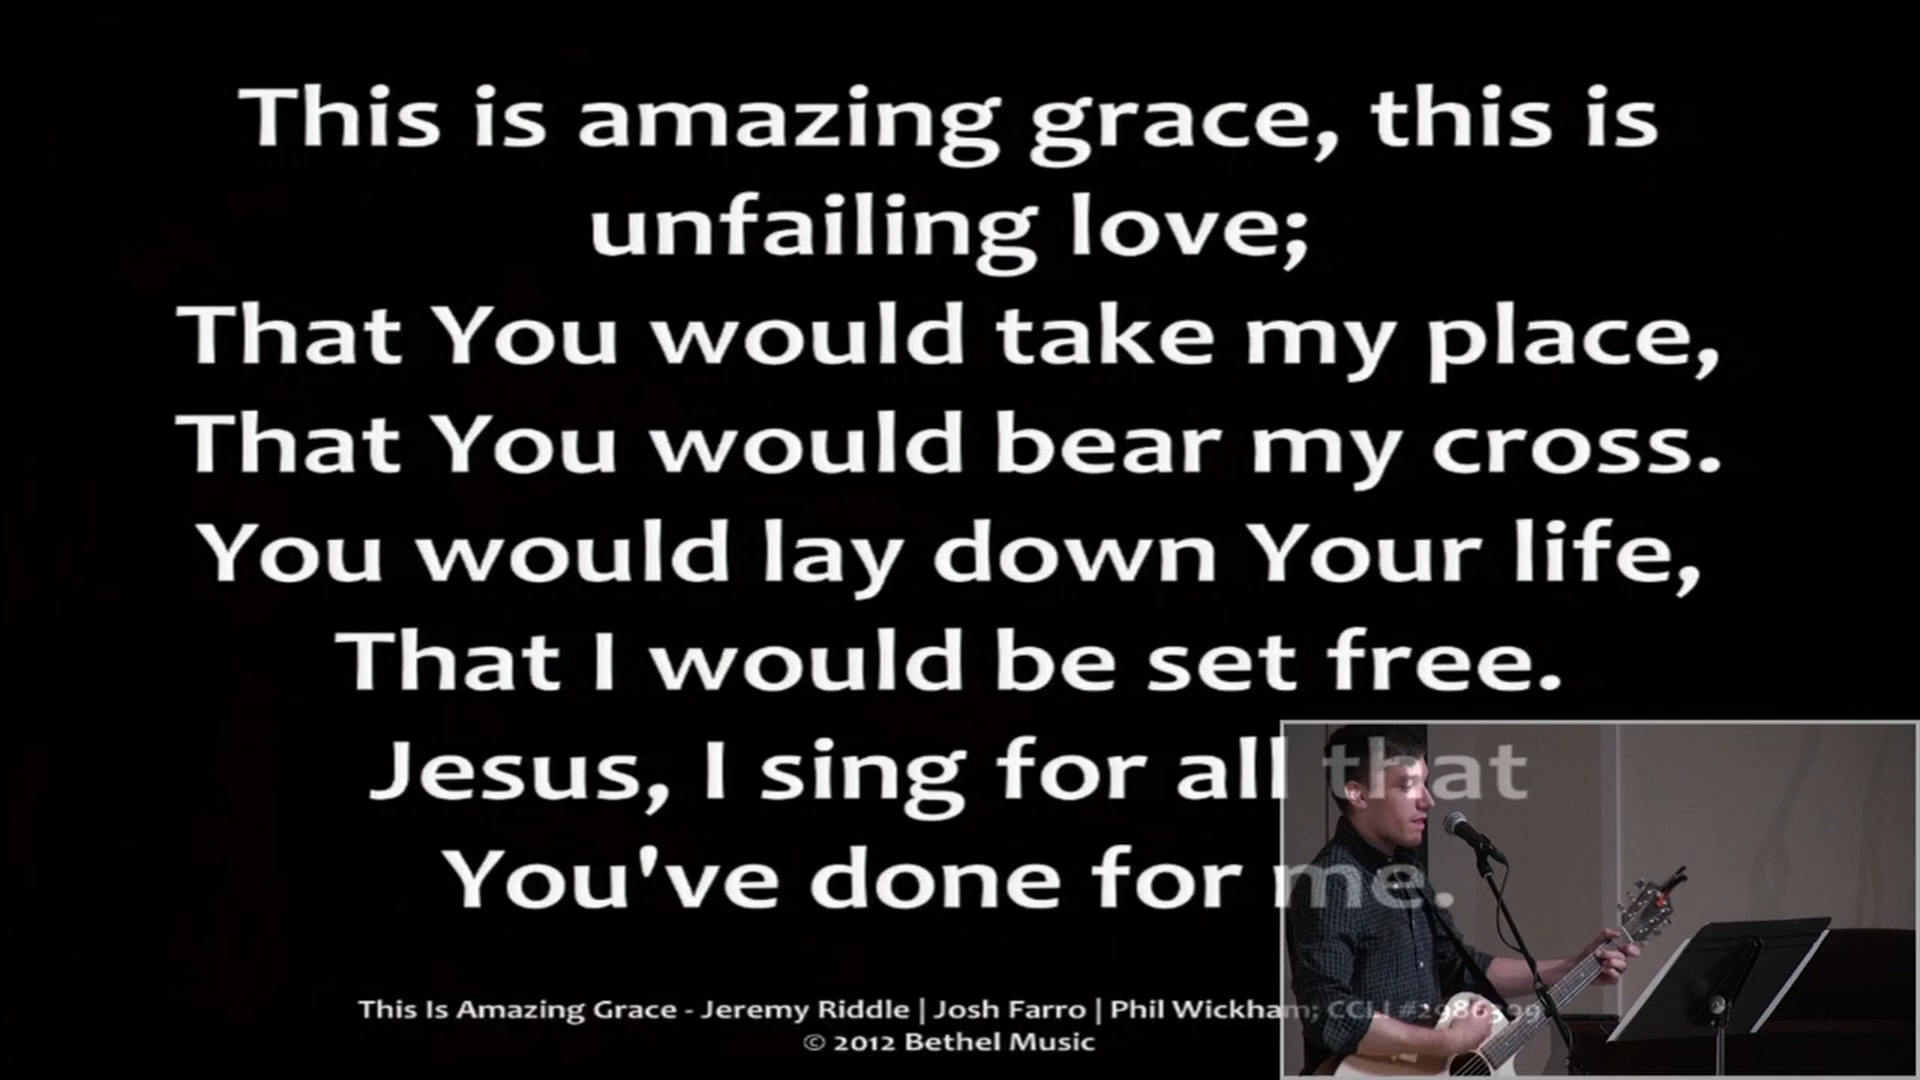 This is amazing grace, this is
unfailing love;
That You would take my place,
That You would bear my cross.
You would lay down Your life,
That I would be set free.
Jesus, I sing for all that
You've done for me.
This Is Amazing Grace - Jeremy Riddle | Josh Farro | Phil Wickham; CCLI #2986399
© 2012 Bethel Music